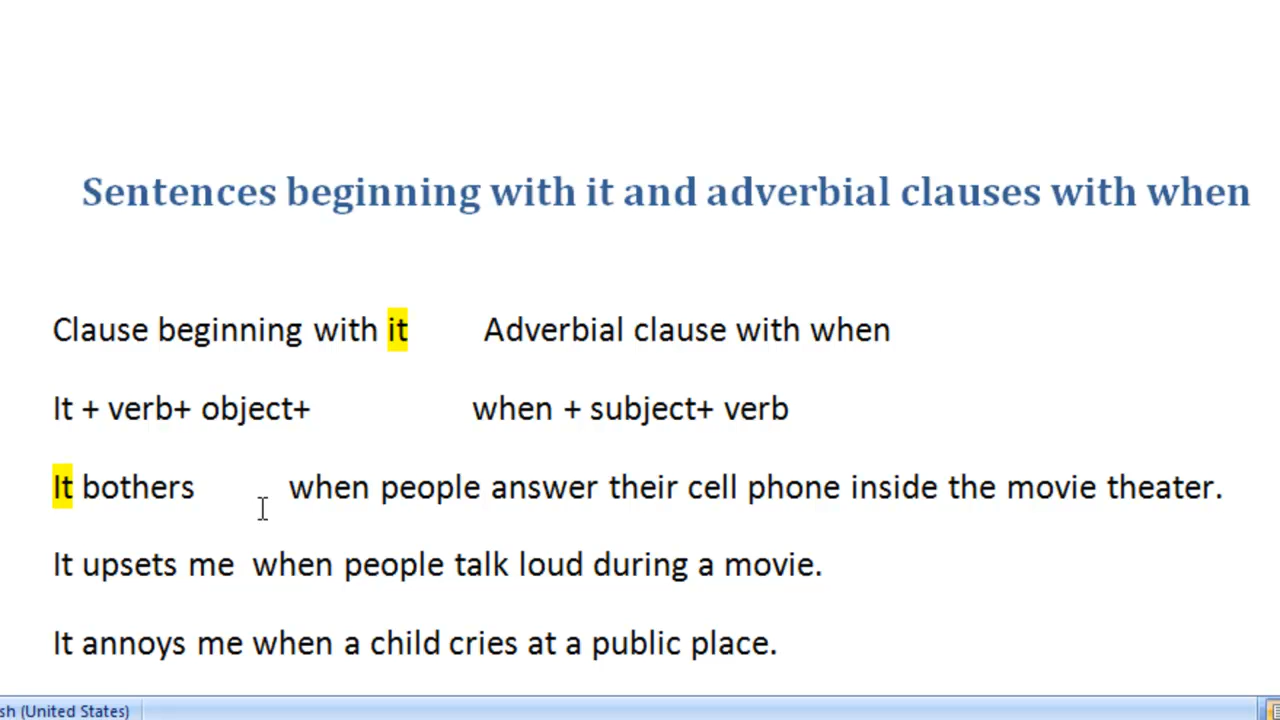 Sentences beginning with it and adverbial clauses with when
Clause beginning with it Adverbial clause with when
It + verb+ object+ when + subject+ verb
It bothers when people answer their cell phone inside the movie theater.
It upsets me when people talk loud during a movie.
It annoys me when a child cries at a public place.
sh (United States)